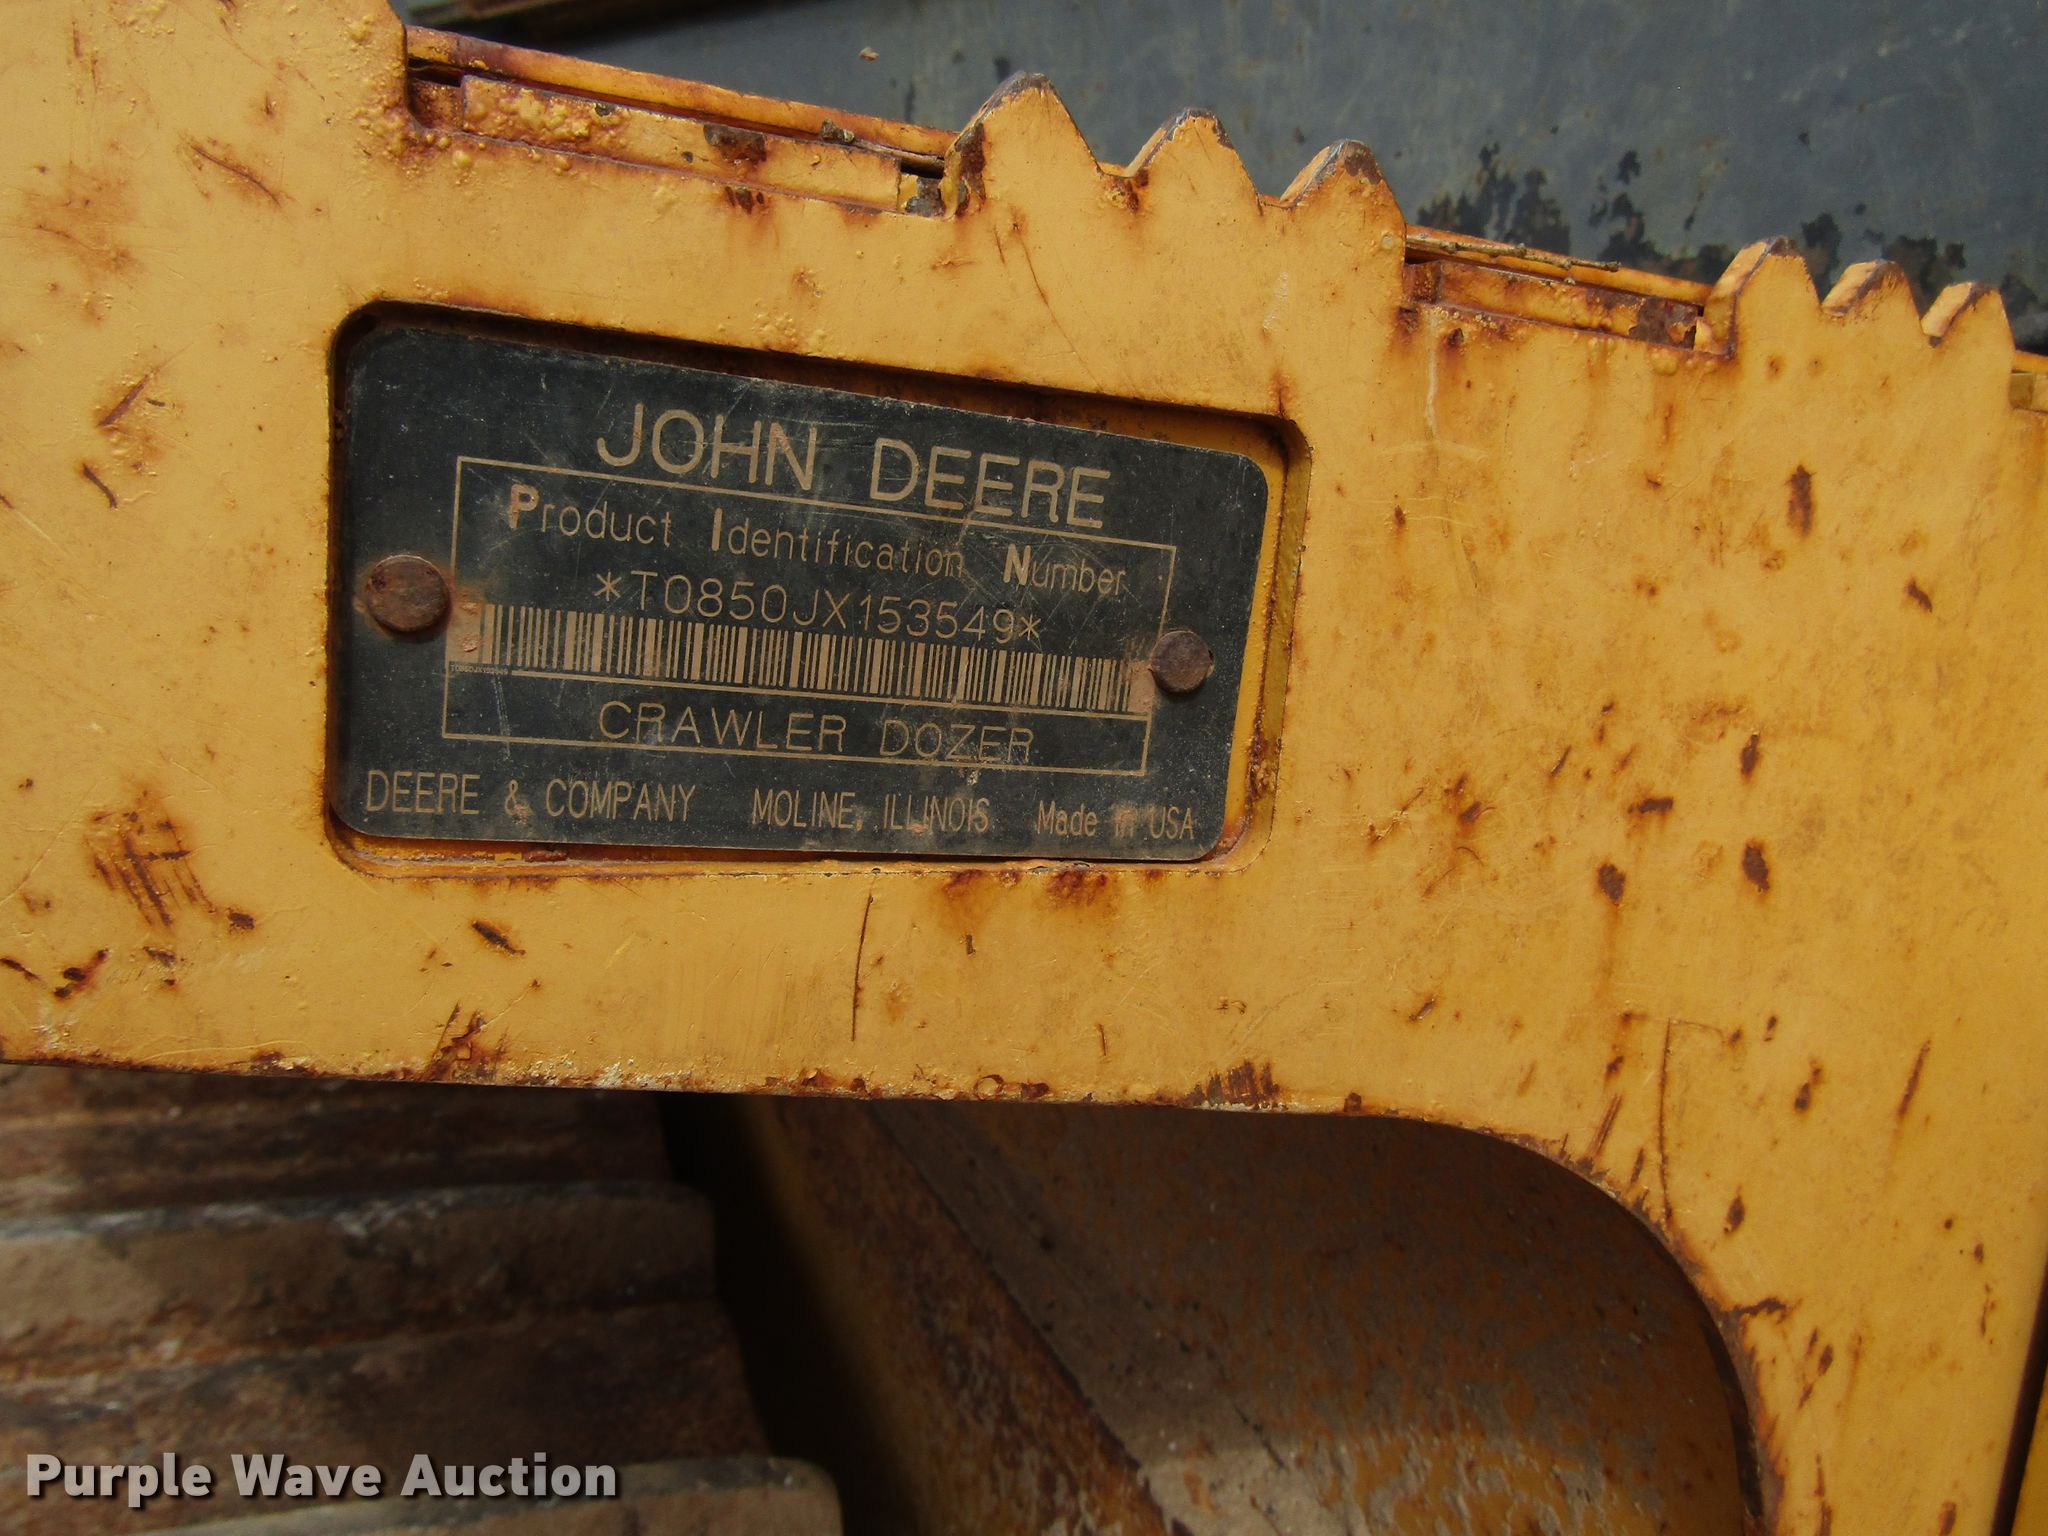 JOHN DEERE
Product Identification Number
*T0850JX153549*
CRAWLER DOZER
DEERE & COMPANY MOLINE, ILLINOIS Made in USA
Purple Wave Auction